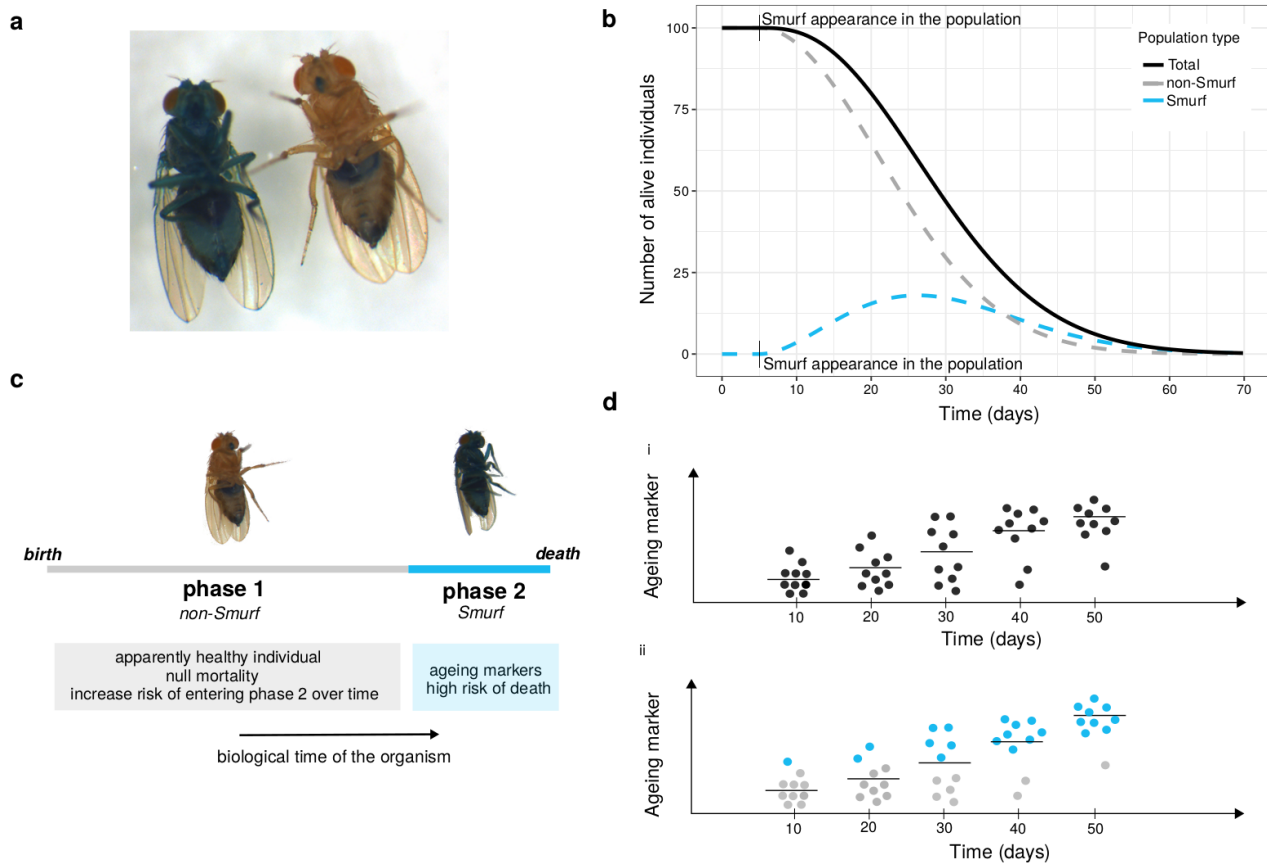 a
b
Smurf appearance in the population
Population type
Total
non-Smurf
Smurf
Number of alive individuals
100
75
50
25
0
Smurf appearance in the population
0 10 20 30 40 50 60 70
Time (days)
c
birth
death
phase 1
non-Smurf
phase 2
Smurf
apparently healthy individual
null mortality
increase risk of entering phase 2 over time
ageing markers
high risk of death
biological time of the organism
d
i
Ageing marker
10 20 30 40 50
Time (days)
ii
Ageing marker
10 20 30 40 50
Time (days)